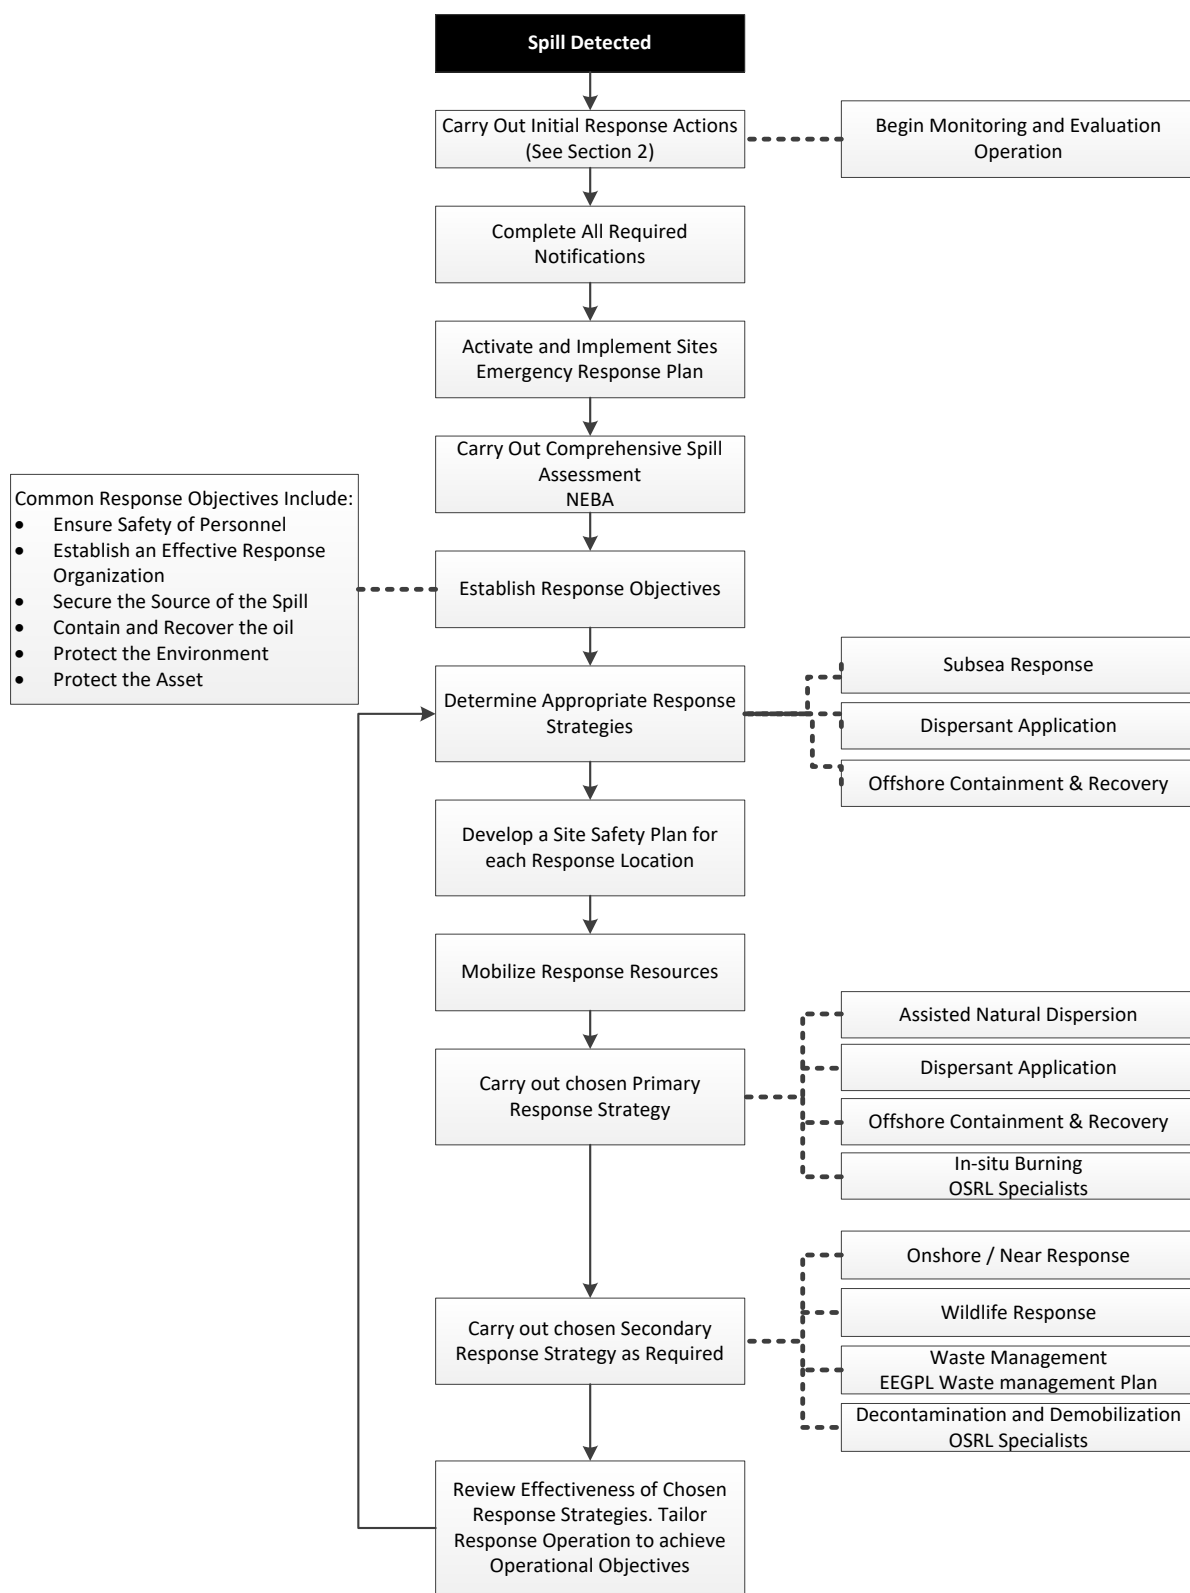 Spill Detected
Carry Out Initial Response Actions
(See Section 2)
Begin Monitoring and Evaluation
Operation
Complete All Required
Notifications
Activate and Implement Sites
Emergency Response Plan
Carry Out Comprehensive Spill
Assessment
NEBA
Common Response Objectives Include:
• Ensure Safety of Personnel
• Establish an Effective Response
Organization
• Secure the Source of the Spill
• Contain and Recover the oil
• Protect the Environment
• Protect the Asset
Establish Response Objectives
Determine Appropriate Response
Strategies
Subsea Response
Dispersant Application
Offshore Containment & Recovery
Develop a Site Safety Plan for
each Response Location
Mobilize Response Resources
Carry out chosen Primary
Response Strategy
Assisted Natural Dispersion
Dispersant Application
Offshore Containment & Recovery
In-situ Burning
OSRL Specialists
Carry out chosen Secondary
Response Strategy as Required
Onshore / Near Response
Wildlife Response
Waste Management
EEGPL Waste management Plan
Decontamination and Demobilization
OSRL Specialists
Review Effectiveness of Chosen
Response Strategies. Tailor
Response Operation to achieve
Operational Objectives